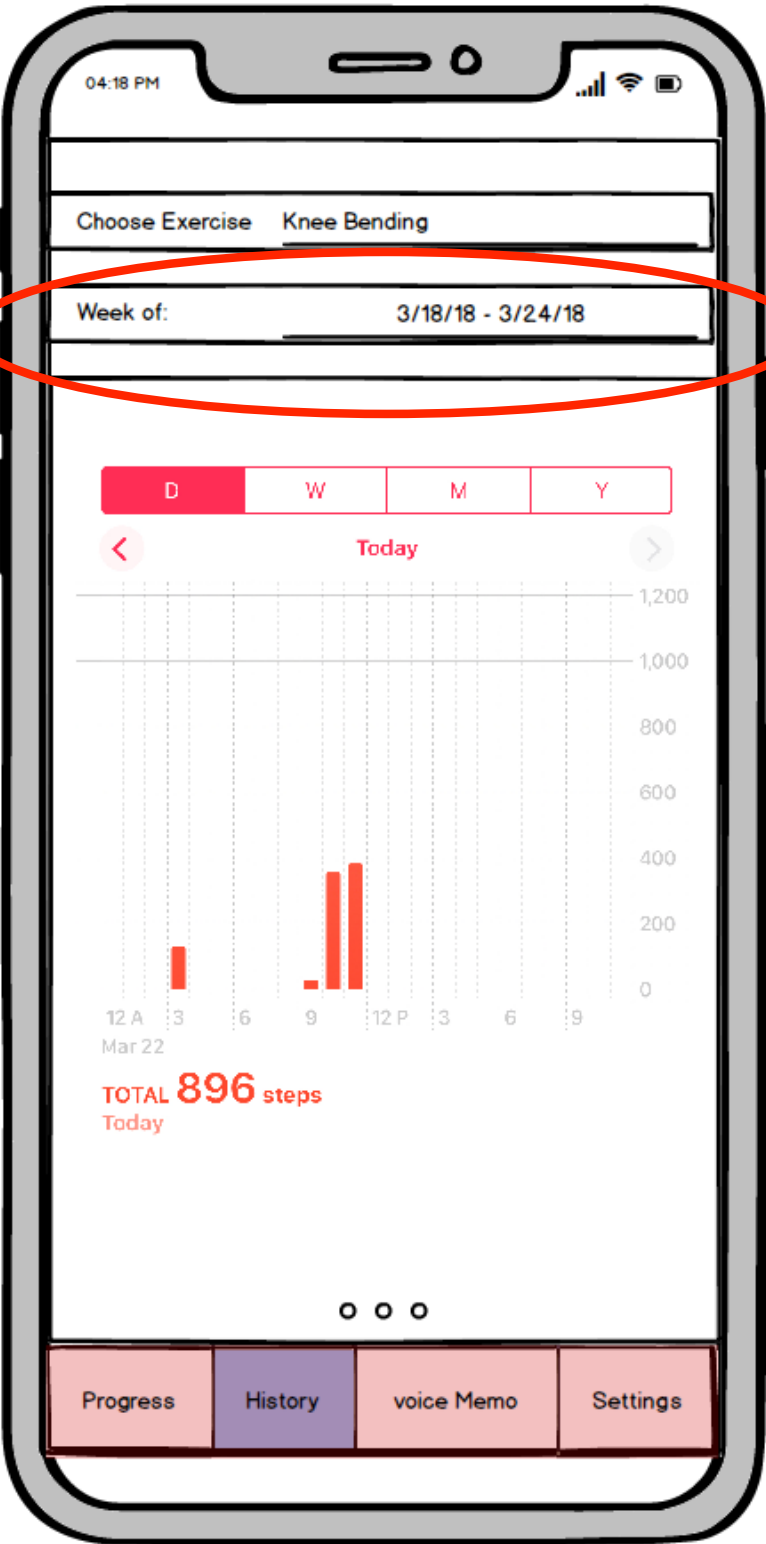 04:18 PM
Choose Exercise Knee Bending
Week of: 3/18/18 - 3/24/18
D W M Y
Today
1,200
1,000
800
600
400
200
0
12 A 3 6 9 12 P 3 6 9
Mar 22
TOTAL 896 steps
Today
Progress History voice Memo Settings